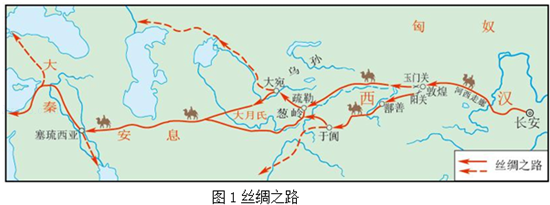 匈奴
大秦
大宛
乌孙
疏勒
葱岭
大月氏
安息
塞琉西亚
于阗
西
鄯善
玉门关
阳关
敦煌
河西走廊
汉
长安
丝绸之路
图1丝绸之路